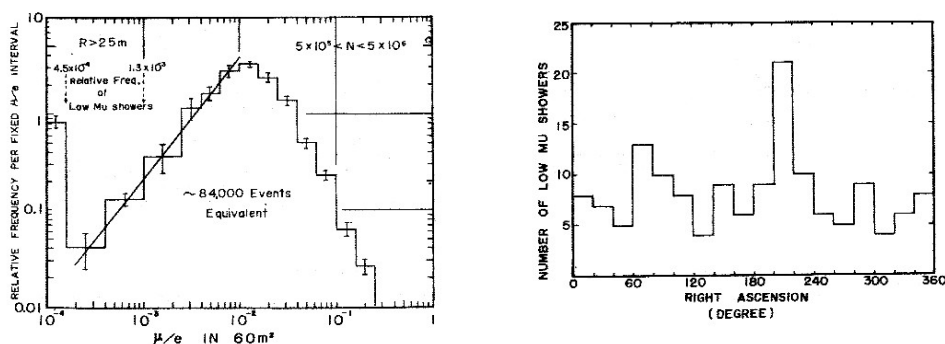 RELATIVE FREQUENCY PER FIXED μ/e INTERVAL
10
1
0.1
0.01
R>25m
5×10⁵ < N < 5×10⁶
4.5×10⁻⁴
1.3×10⁻³
Relative Freq.
of
Low Mu showers
~84,000 Events
Equivalent
10⁻⁴
10⁻³
10⁻²
10⁻¹
1
μ/e IN 60m²
NUMBER OF LOW MU SHOWERS
25
20
15
10
5
0
60
120
180
240
300
360
RIGHT ASCENSION
(DEGREE)